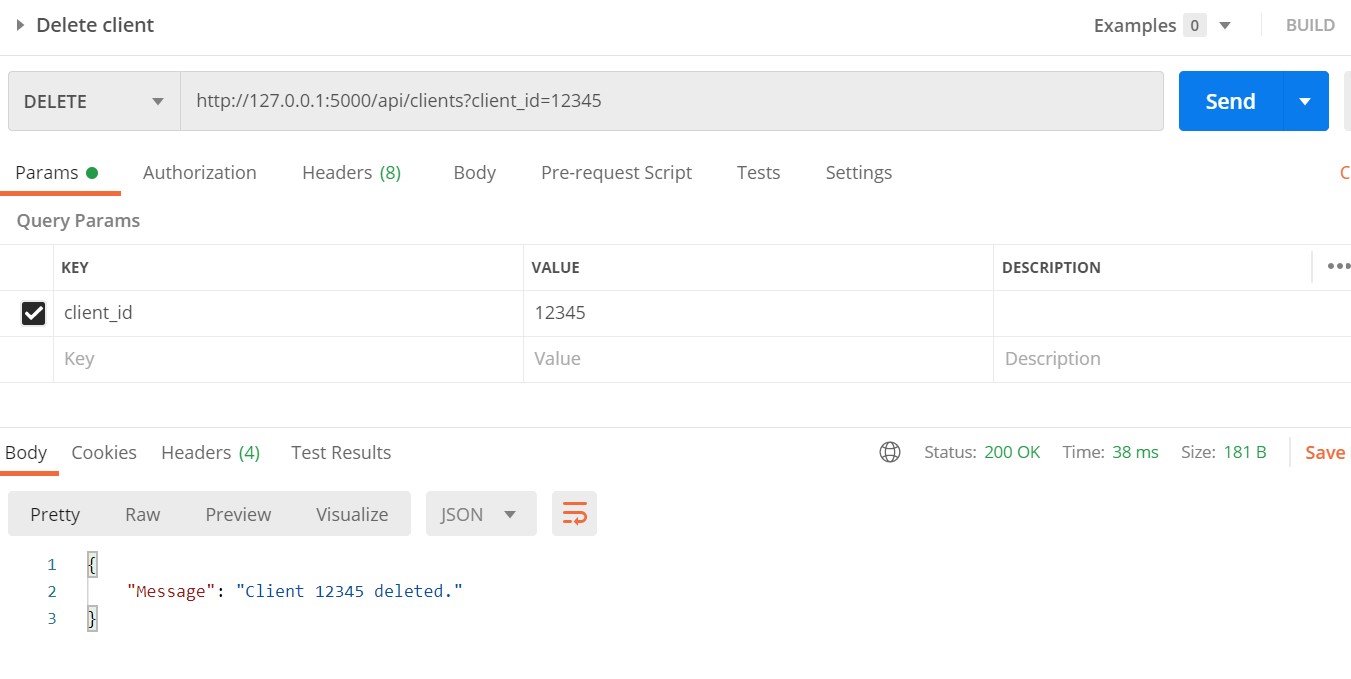 Delete client Examples 0 BUILD
DELETE http://127.0.0.1:5000/api/clients?client_id=12345 Send
Params Authorization Headers (8) Body Pre-request Script Tests Settings C
Query Params
KEY VALUE DESCRIPTION
client_id 12345
Key Value Description
Body Cookies Headers (4) Test Results Status: 200 OK Time: 38 ms Size: 181 B Save
Pretty Raw Preview Visualize JSON
1 {
2 "Message": "Client 12345 deleted."
3 }